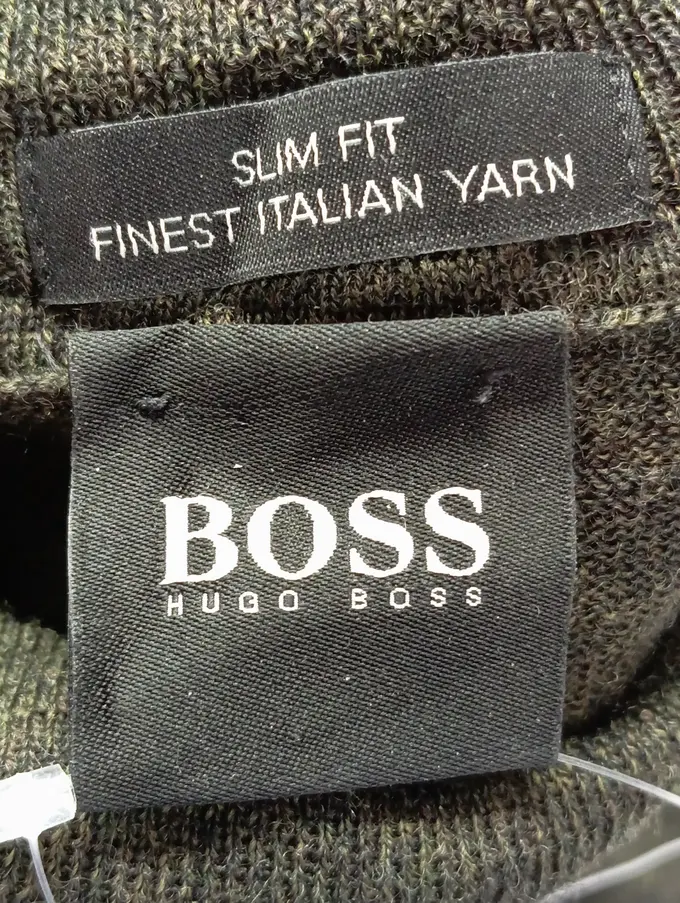 SLIM FIT
FINEST ITALIAN YARN
BOSS
HUGO BOSS